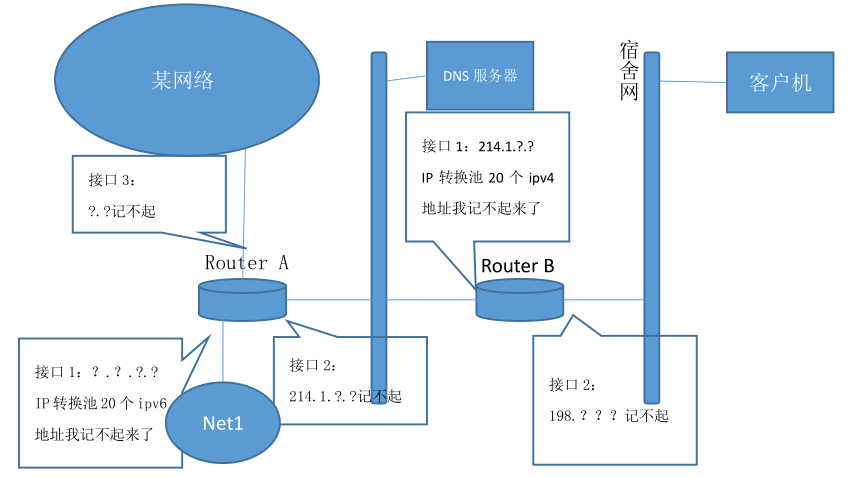 某网络
DNS 服务器
宿舍网
客户机
接口 1：214.1.?.?
IP 转换池 20 个 ipv4
地址我记不起来了
接口 3：
?.?记不起
Router A
Router B
接口 1：？.？.?.?
IP 转换池 20 个 ipv6
地址我记不起来了
Net1
接口 2：
214.1.?.?记不起
接口 2：
198.？？？记不起